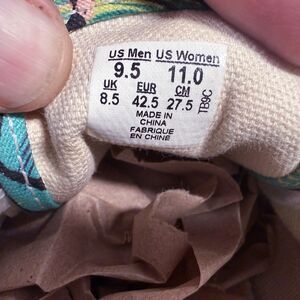 US Men US Women
9.5 11.0
UK EUR CM
8.5 42.5 27.5
MADE IN
CHINA
FABRIQUE
EN CHINE
TB9C